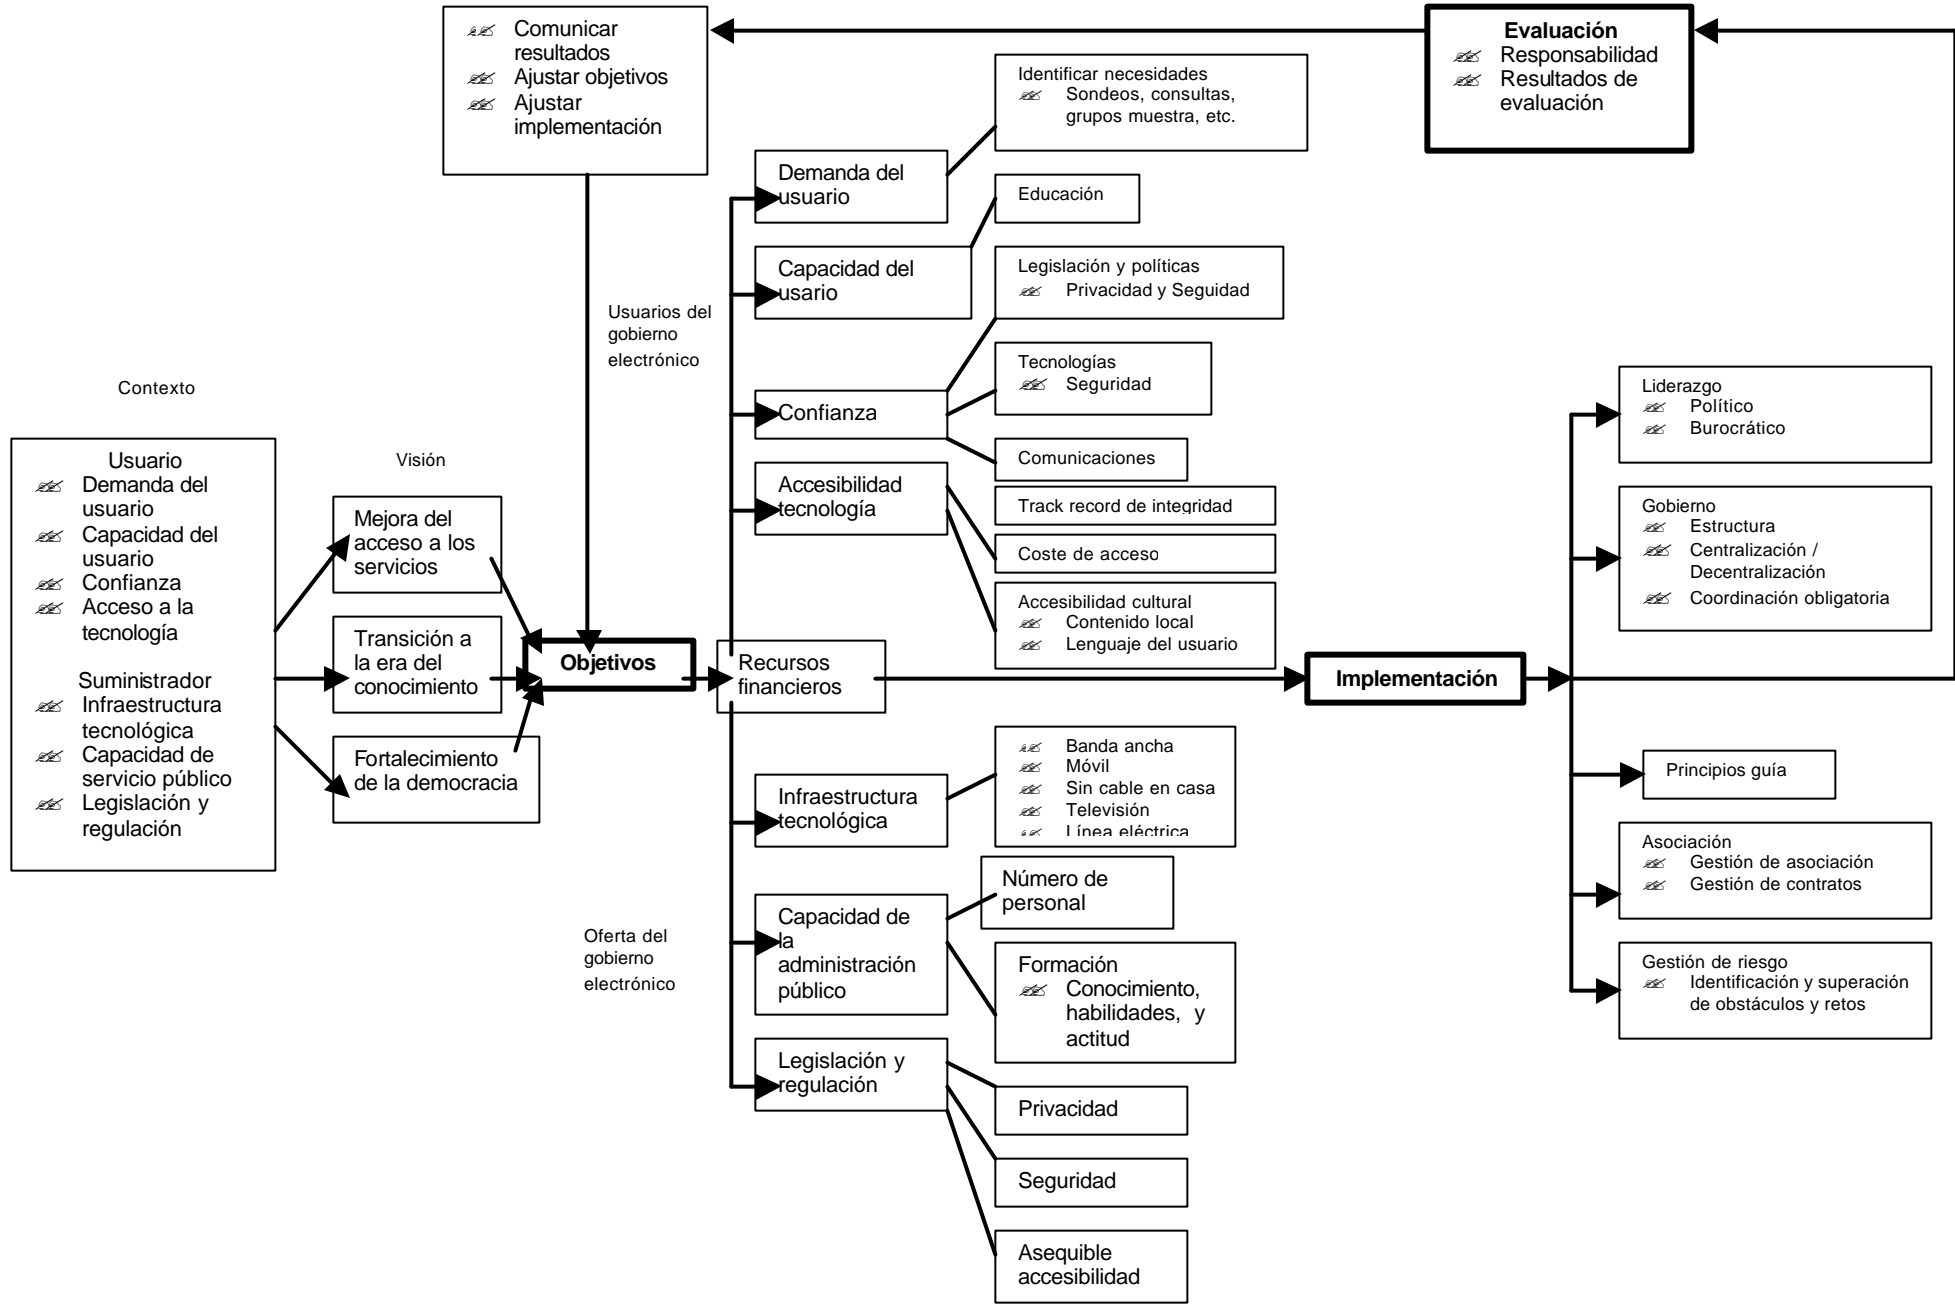 Comunicar
resultados
Ajustar objetivos
Ajustar
implementación
Evaluación
Responsabilidad
Resultados de
evaluación
Identificar necesidades
Sondeos, consultas,
grupos muestra, etc.
Demanda del
usuario
Educación
Capacidad del
usario
Legislación y políticas
Privacidad y Seguidad
Usuarios del
gobierno
electrónico
Tecnologías
Seguridad
Confianza
Comunicaciones
Accesibilidad
tecnología
Track record de integridad
Coste de acceso
Accesibilidad cultural
Contenido local
Lenguaje del usuario
Contexto
Usuario
Demanda del
usuario
Capacidad del
usuario
Confianza
Acceso a la
tecnología
Suministrador
Infraestructura
tecnológica
Capacidad de
servicio público
Legislación y
regulación
Visión
Mejora del
acceso a los
servicios
Transición a
la era del
conocimiento
Fortalecimiento
de la democracia
Objetivos
Recursos
financieros
Implementación
Liderazgo
Político
Burocrático
Gobierno
Estructura
Centralización /
Decentralización
Coordinación obligatoria
Principios guía
Asociación
Gestión de asociación
Gestión de contratos
Gestión de riesgo
Identificación y superación
de obstáculos y retos
Infraestructura
tecnológica
Banda ancha
Móvil
Sin cable en casa
Televisión
Línea eléctrica
Oferta del
gobierno
electrónico
Capacidad de
la
administración
público
Número de
personal
Formación
Conocimiento,
habilidades, y
actitud
Legislación y
regulación
Privacidad
Seguridad
Asequible
accesibilidad